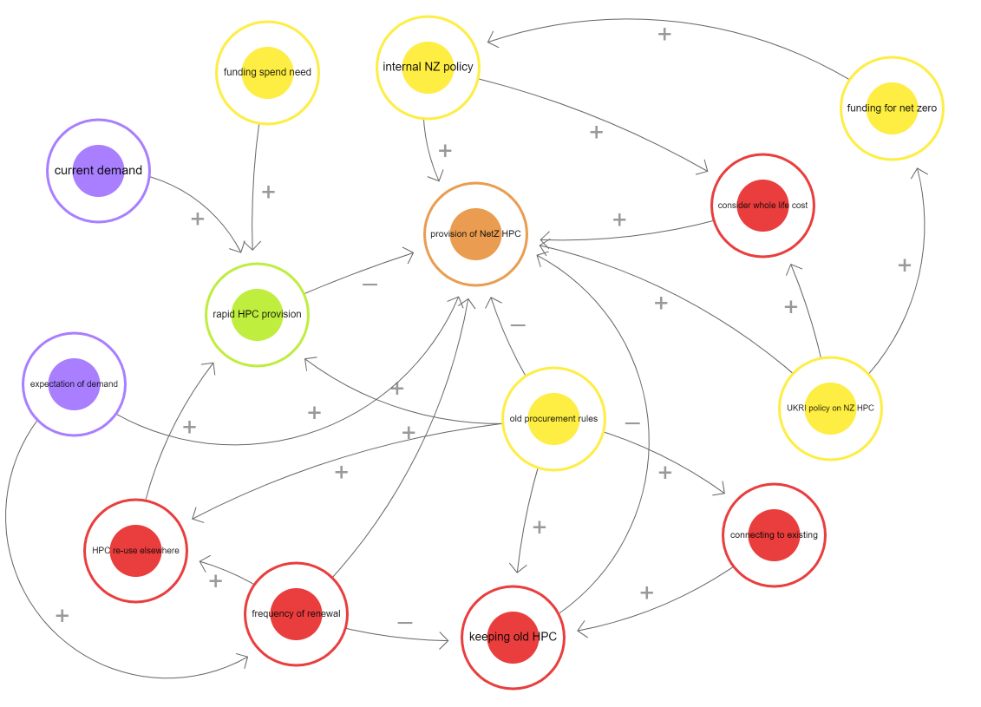 +
funding spend need
internal NZ policy
funding for net zero
+
+
current demand
+
+
consider whole life cost
+
+
provision of NetZ HPC
+
−
+
+
rapid HPC provision
−
expectation of demand
+
+
UKRI policy on NZ HPC
old procurement rules
−
+
+
+
+
+
HPC re-use elsewhere
connecting to existing
+
+
+
frequency of renewal
−
keeping old HPC
+